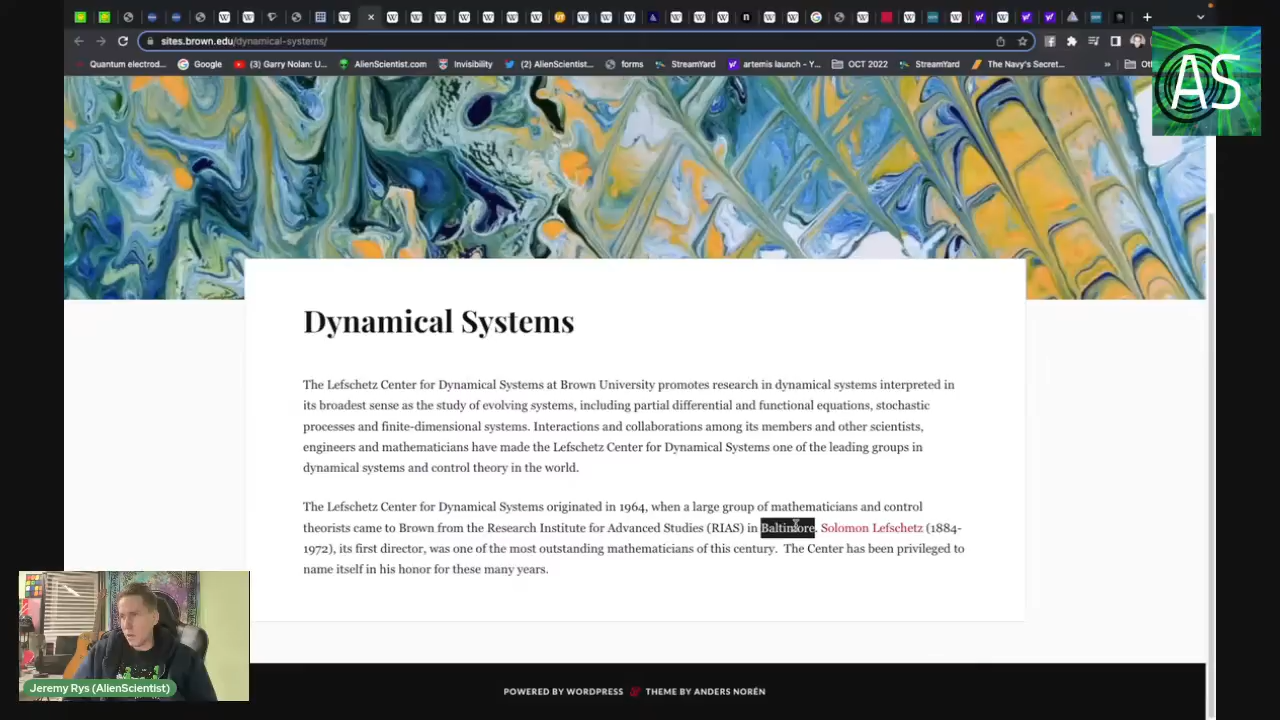 sites.brown.edu/dynamical-systems/
Quantum electrod... Google (3) Garry Nolan: U... AlienScientist.com Invisibility (2) (AlienScientist... forms StreamYard artemis launch - Y... OCT 2022 StreamYard The Navy's Secret... » Ot
AS
Dynamical Systems
The Lefschetz Center for Dynamical Systems at Brown University promotes research in dynamical systems interpreted in
its broadest sense as the study of evolving systems, including partial differential and functional equations, stochastic
processes and finite-dimensional systems. Interactions and collaborations among its members and other scientists,
engineers and mathematicians have made the Lefschetz Center for Dynamical Systems one of the leading groups in
dynamical systems and control theory in the world.
The Lefschetz Center for Dynamical Systems originated in 1964, when a large group of mathematicians and control
theorists came to Brown from the Research Institute for Advanced Studies (RIAS) in Baltimore. Solomon Lefschetz (1884-
1972), its first director, was one of the most outstanding mathematicians of this century. The Center has been privileged to
name itself in his honor for these many years.
Jeremy Rys (AlienScientist)
POWERED BY WORDPRESS THEME BY ANDERS NORÉN